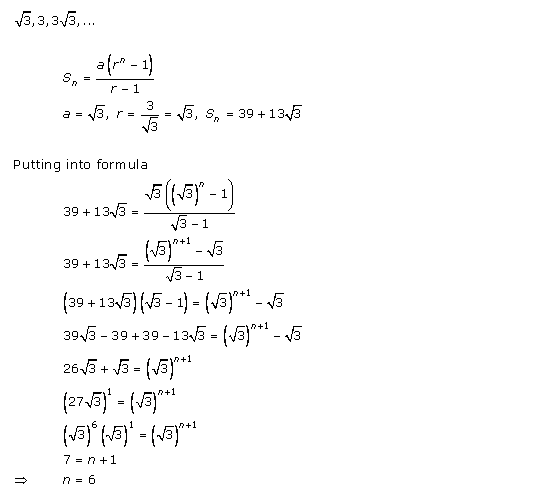 √3, 3, 3√3, ...
Sₙ = a(rⁿ − 1) / (r − 1)
a = √3, r = 3/√3 = √3, Sₙ = 39 + 13√3
Putting into formula
39 + 13√3 = √3((√3)ⁿ − 1) / (√3 − 1)
39 + 13√3 = ((√3)ⁿ⁺¹ − √3) / (√3 − 1)
(39 + 13√3)(√3 − 1) = (√3)ⁿ⁺¹ − √3
39√3 − 39 + 39 − 13√3 = (√3)ⁿ⁺¹ − √3
26√3 + √3 = (√3)ⁿ⁺¹
(27√3)¹ = (√3)ⁿ⁺¹
(√3)⁶(√3)¹ = (√3)ⁿ⁺¹
7 = n + 1
⇒ n = 6